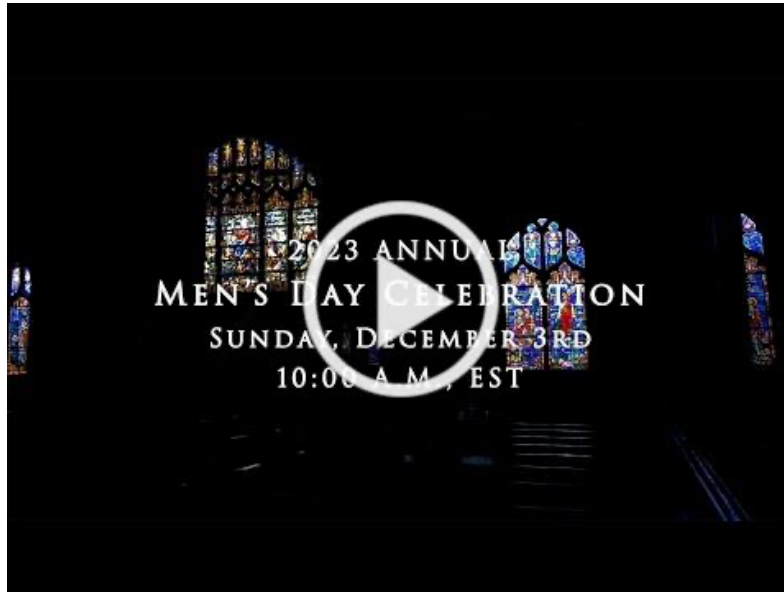 2023 ANNUAL
MEN'S DAY CELEBRATION
SUNDAY, DECEMBER 3RD
10:00 A.M., EST